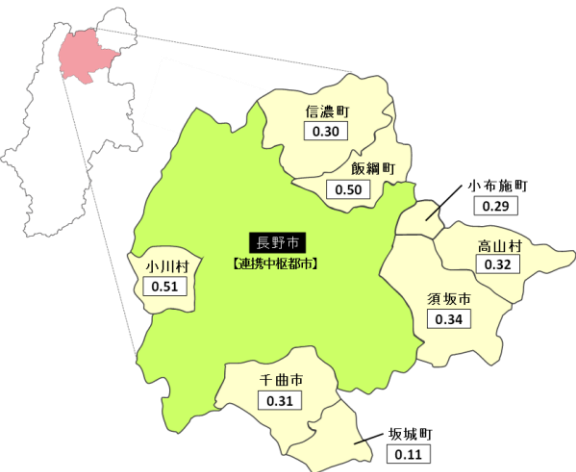 信濃町
0.30
飯綱町
0.50
小布施町
0.29
長野市
【連携中枢都市】
高山村
0.32
小川村
0.51
須坂市
0.34
千曲市
0.31
坂城町
0.11